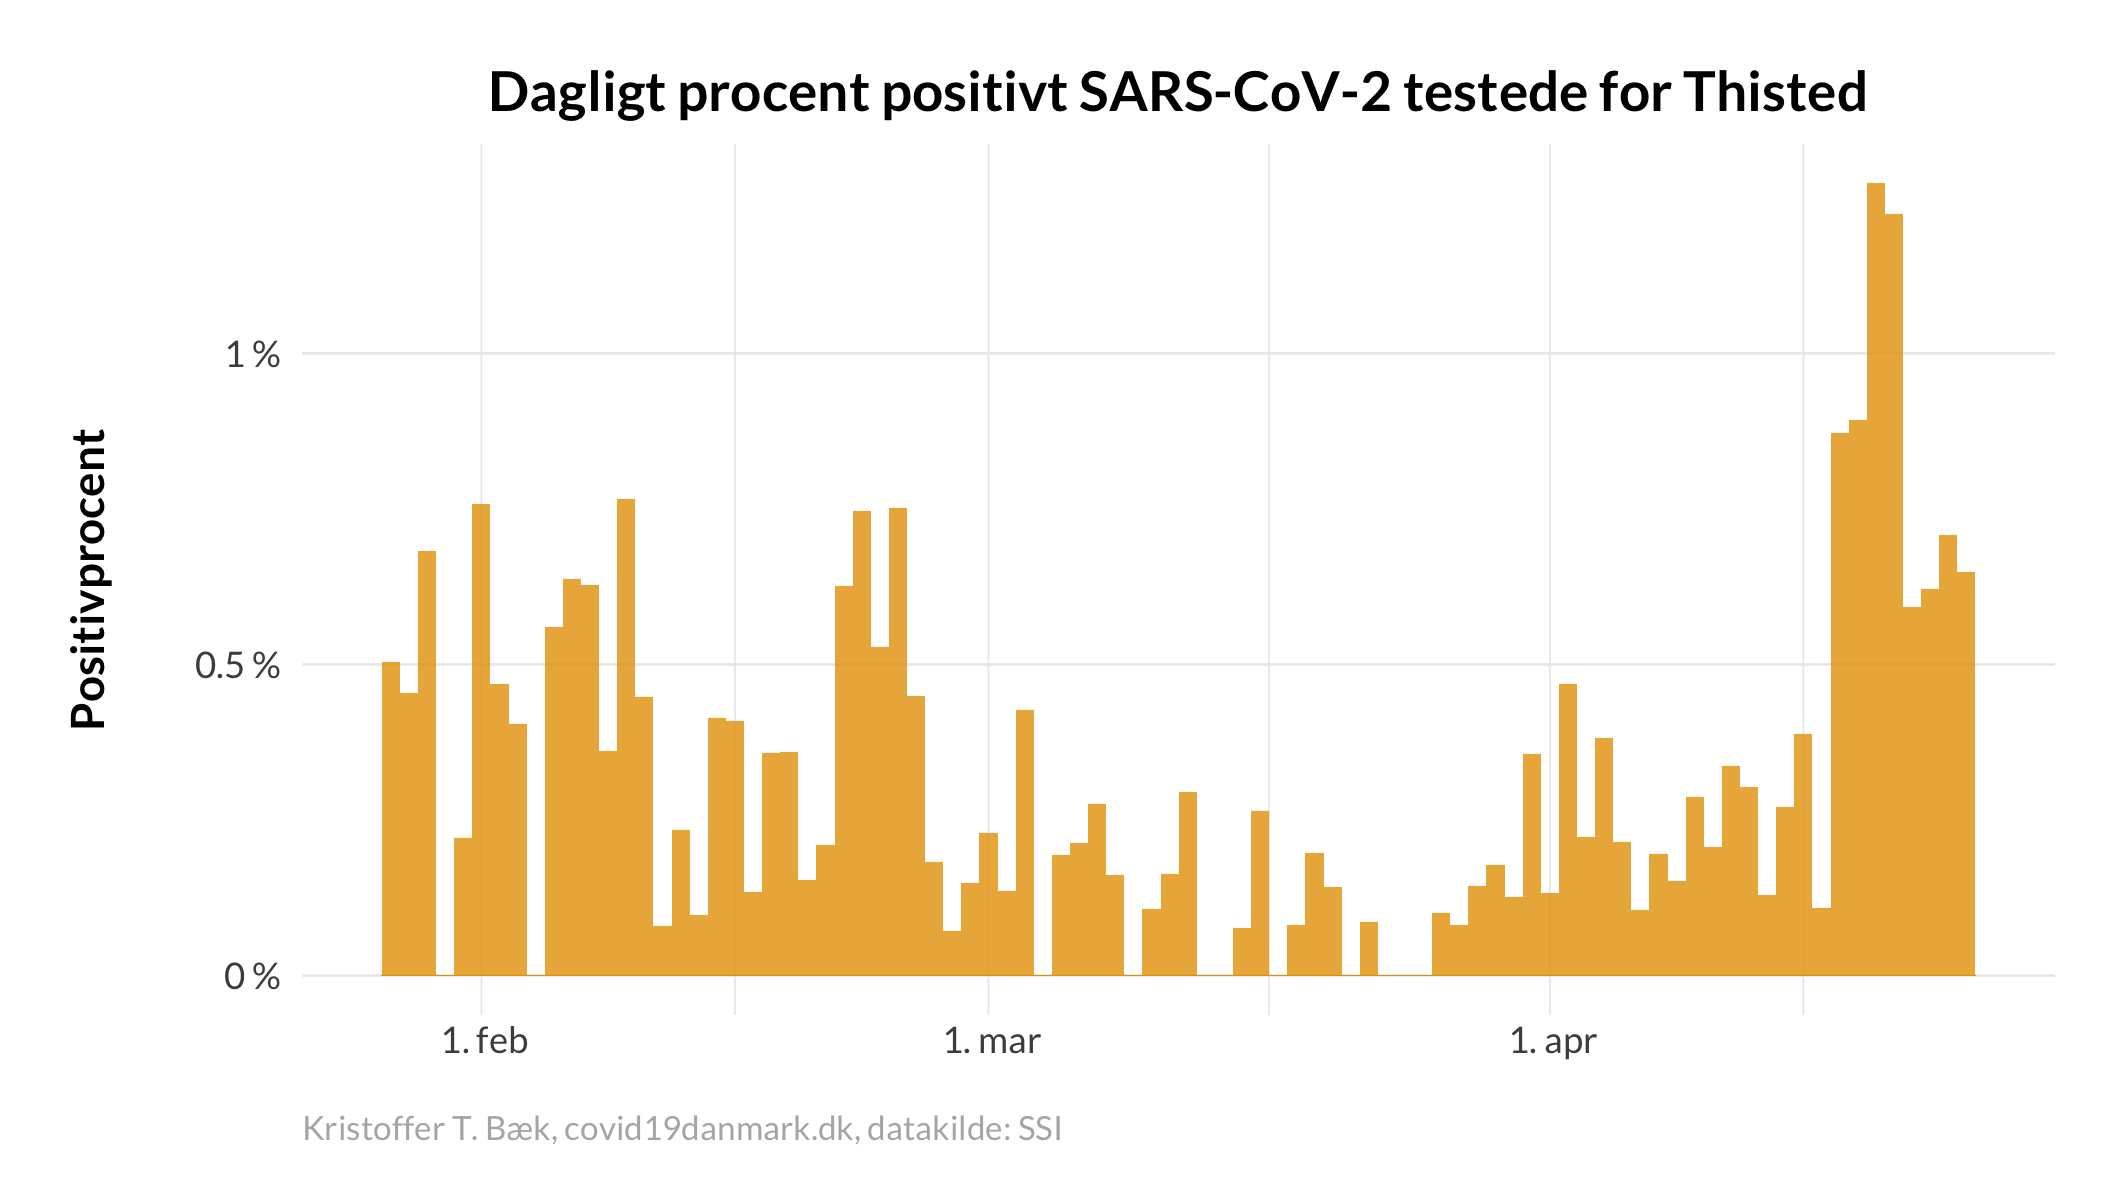 Dagligt procent positivt SARS-CoV-2 testede for Thisted
Positivprocent
1 %
0.5 %
0 %
1. feb
1. mar
1. apr
Kristoffer T. Bæk, covid19danmark.dk, datakilde: SSI